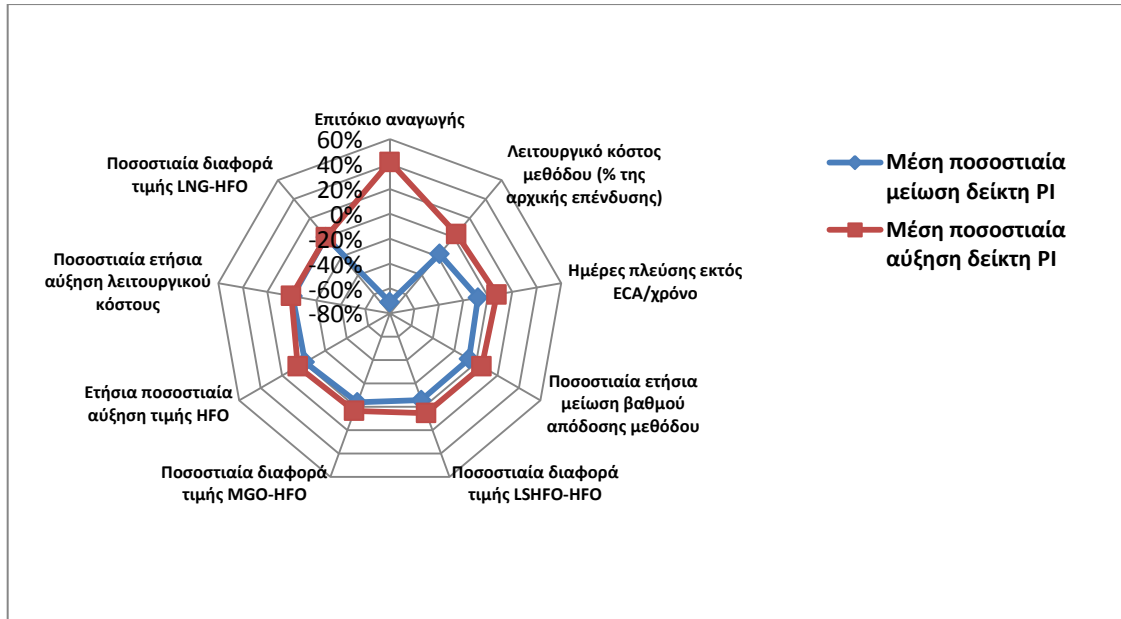 Επιτόκιο αναγωγής
60%
40%
20%
0%
-20%
-40%
-60%
-80%
Λειτουργικό κόστος
μεθόδου (% της
αρχικής επένδυσης)
Ημέρες πλεύσης εκτός
ECA/χρόνο
Ποσοστιαία ετήσια
μείωση βαθμού
απόδοσης μεθόδου
Ποσοστιαία διαφορά
τιμής LSHFO-HFO
Ποσοστιαία διαφορά
τιμής MGO-HFO
Ετήσια ποσοστιαία
αύξηση τιμής HFO
Ποσοστιαία ετήσια
αύξηση λειτουργικού
κόστους
Ποσοστιαία διαφορά
τιμής LNG-HFO
Μέση ποσοστιαία
μείωση δείκτη PI
Μέση ποσοστιαία
αύξηση δείκτη PI